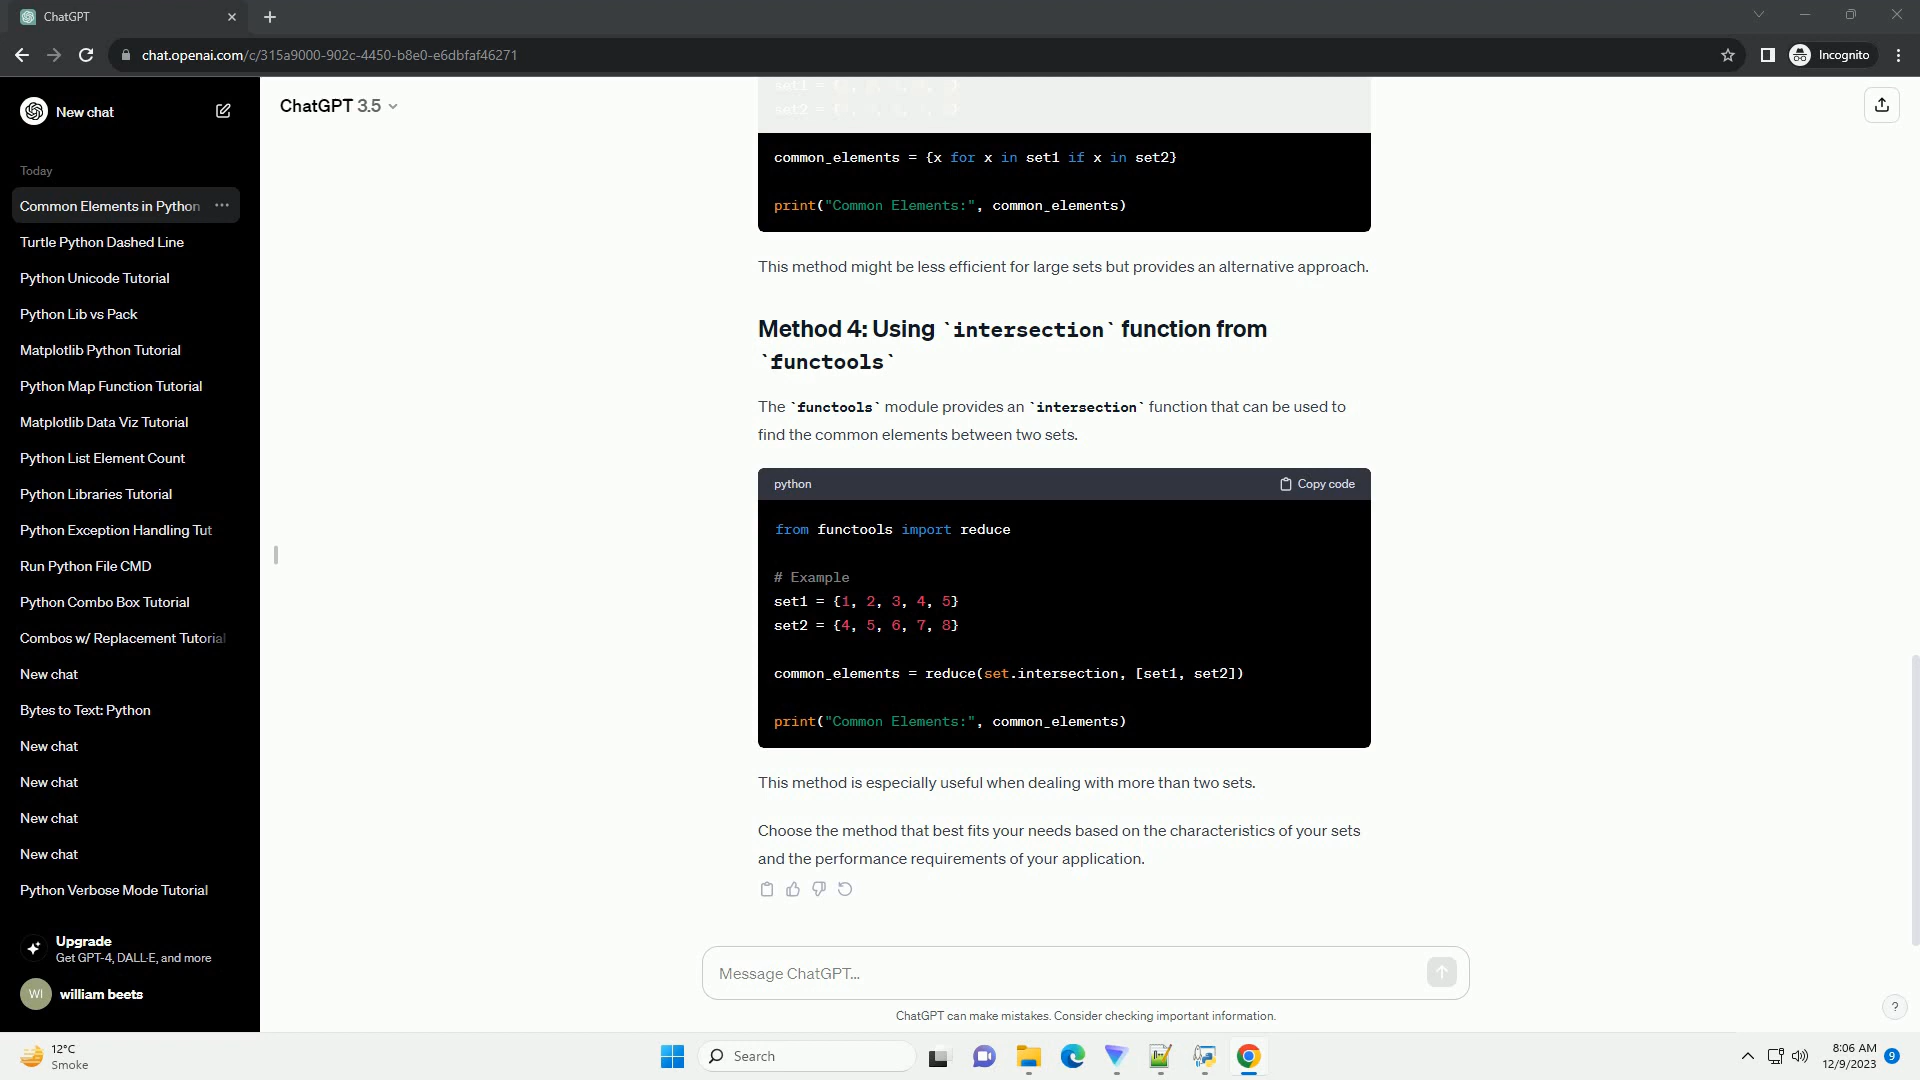 ChatGPT
chat.openai.com/c/315a9000-902c-4450-b8e0-e6dbfaf46271
Incognito
New chat
Today
Common Elements in Python
Turtle Python Dashed Line
Python Unicode Tutorial
Python Lib vs Pack
Matplotlib Python Tutorial
Python Map Function Tutorial
Matplotlib Data Viz Tutorial
Python List Element Count
Python Libraries Tutorial
Python Exception Handling Tut
Run Python File CMD
Python Combo Box Tutorial
Combos w/ Replacement Tutorial
New chat
Bytes to Text: Python
New chat
New chat
New chat
New chat
Python Verbose Mode Tutorial
Upgrade
Get GPT-4, DALL·E, and more
WI
william beets
ChatGPT 3.5
set1 = {
set2 = {
common_elements = {x for x in set1 if x in set2}
print("Common Elements:", common_elements)
This method might be less efficient for large sets but provides an alternative approach.
Method 4: Using `intersection` function from
`functools`
The `functools` module provides an `intersection` function that can be used to
find the common elements between two sets.
python
Copy code
from functools import reduce
# Example
set1 = {1, 2, 3, 4, 5}
set2 = {4, 5, 6, 7, 8}
common_elements = reduce(set.intersection, [set1, set2])
print("Common Elements:", common_elements)
This method is especially useful when dealing with more than two sets.
Choose the method that best fits your needs based on the characteristics of your sets
and the performance requirements of your application.
Message ChatGPT...
ChatGPT can make mistakes. Consider checking important information.
?
12°C
Smoke
Search
8:06 AM
12/9/2023
9